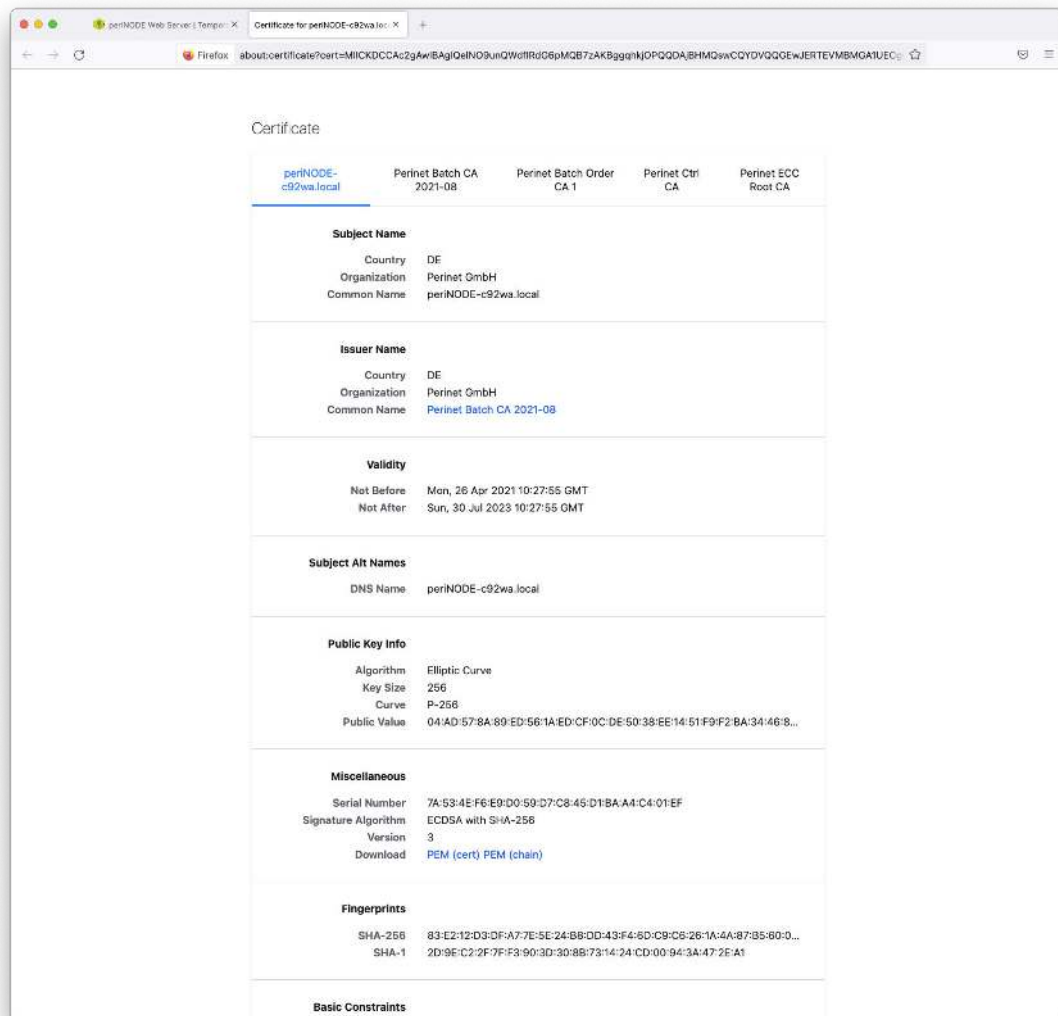 periNODE Web Server | Tempor
Certificate for periNODE-c92wa.loc
Firefox about:certificate?cert=
Certificate
periNODE-
c92wa.local
Perinet Batch CA
2021-08
Perinet Batch Order
CA 1
Perinet Ctrl
CA
Perinet ECC
Root CA
Subject Name
Country DE
Organization Perinet GmbH
Common Name periNODE-c92wa.local
Issuer Name
Country DE
Organization Perinet GmbH
Common Name Perinet Batch CA 2021-08
Validity
Not Before Mon, 26 Apr 2021 10:27:55 GMT
Not After Sun, 30 Jul 2023 10:27:55 GMT
Subject Alt Names
DNS Name periNODE-c92wa.local
Public Key Info
Algorithm Elliptic Curve
Key Size 256
Curve P-256
Public Value 04:AD:57:8A:89:ED:56:1A:ED:CF:0C:DE:50:38:EE:14:51:F9:F2:BA:34:46:8...
Miscellaneous
Serial Number 7A:53:4E:F6:E9:D0:59:D7:C8:45:D1:BA:A4:C4:01:EF
Signature Algorithm ECDSA with SHA-256
Version 3
Download PEM (cert) PEM (chain)
Fingerprints
SHA-256 83:E2:12:D3:DF:A7:7E:5E:24:B8:DD:43:F4:6D:C9:C6:26:1A:4A:87:B5:60:0...
SHA-1 2D:9E:C2:2F:7F:F3:90:3D:30:8B:73:14:24:CD:00:94:3A:47:2E:A1
Basic Constraints